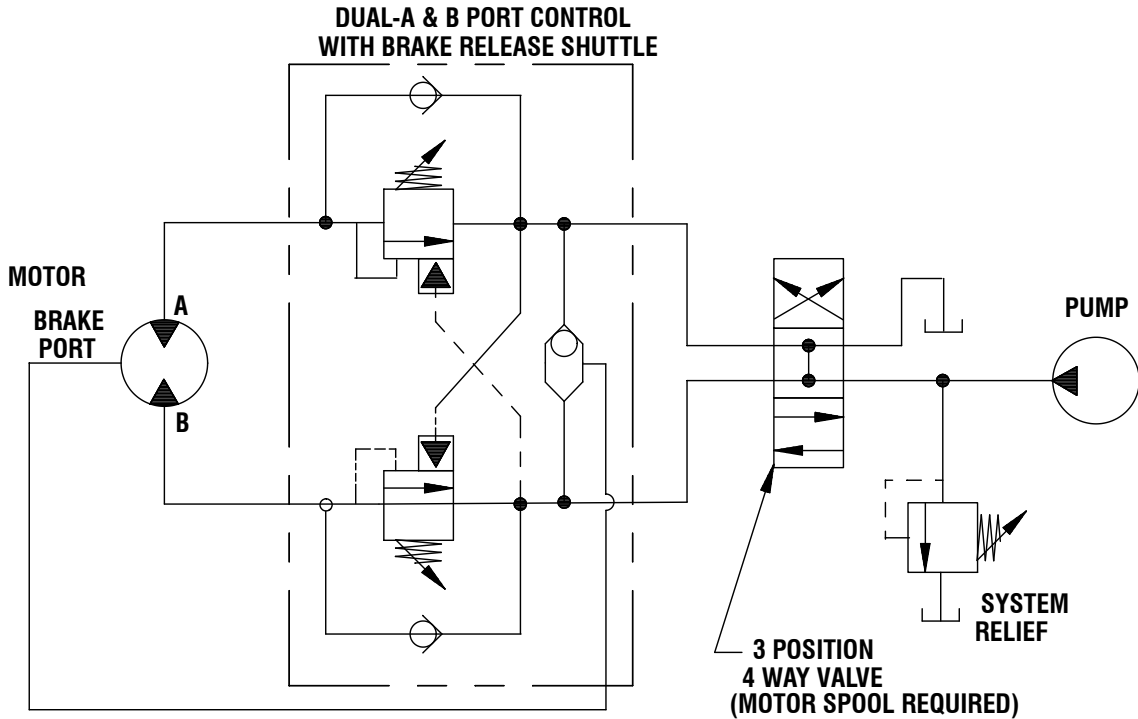 DUAL-A & B PORT CONTROL
WITH BRAKE RELEASE SHUTTLE
MOTOR
BRAKE
PORT
A
B
PUMP
SYSTEM
RELIEF
3 POSITION
4 WAY VALVE
(MOTOR SPOOL REQUIRED)